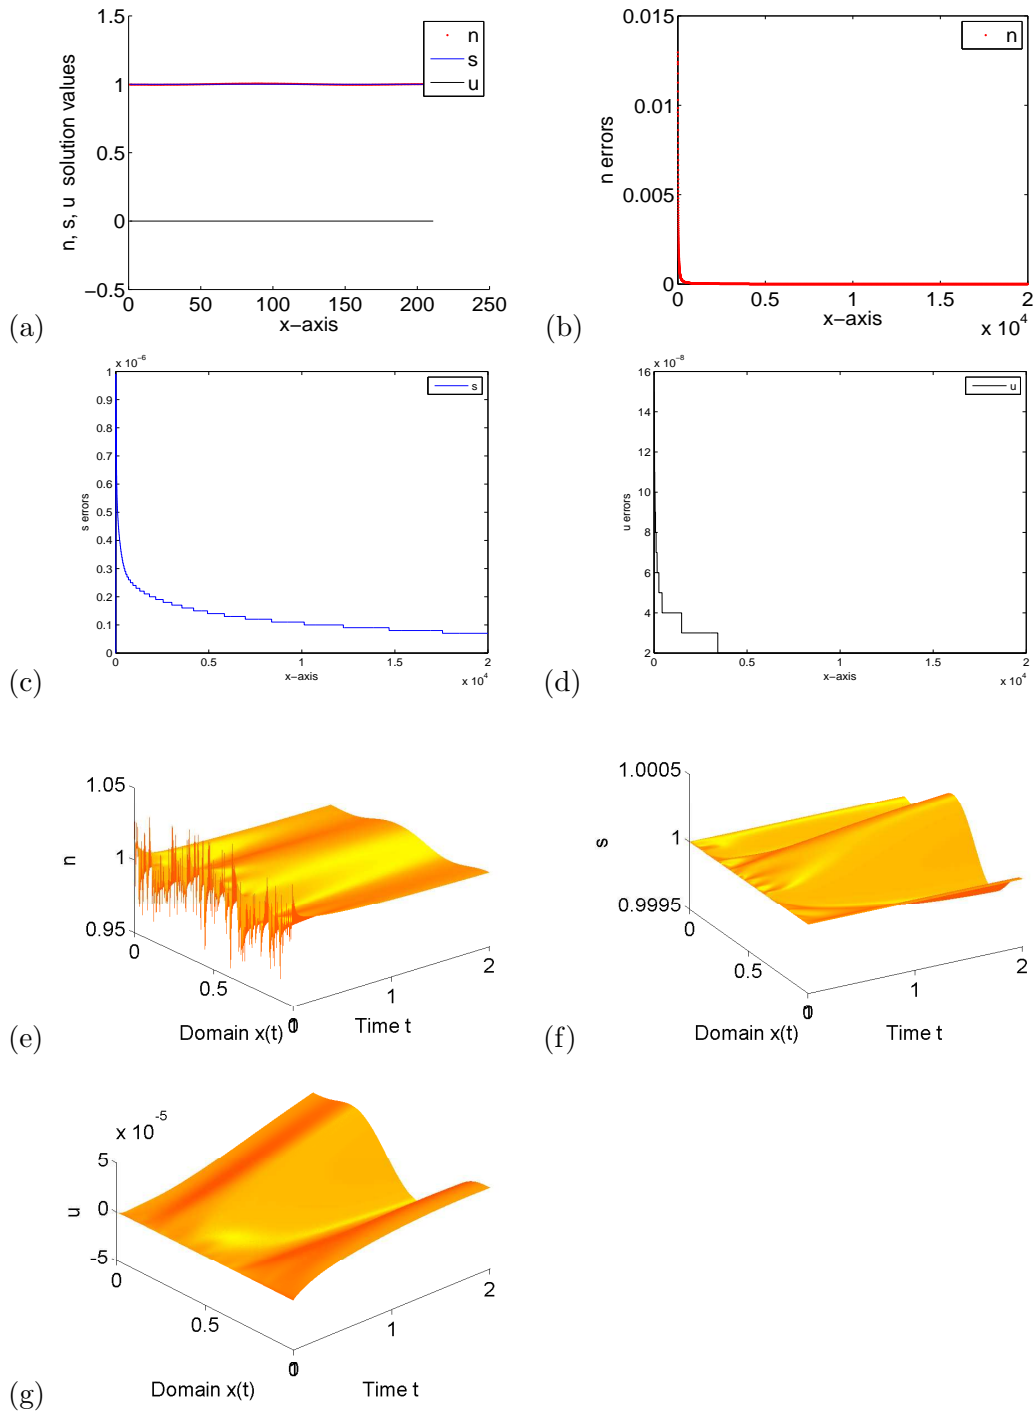 1.5
1
0.5
0
−0.5
n, s, u solution values
0 50 100 150 200 250
x−axis
n
s
u
(a)
0.015
0.01
0.005
0
n errors
0 0.5 1 1.5 2
x−axis
x 10^4
n
(b)
x 10^−6
1
0.9
0.8
0.7
0.6
0.5
0.4
0.3
0.2
0.1
0
s errors
0 0.5 1 1.5 2
x−axis
x 10^4
s
(c)
x 10^−8
16
14
12
10
8
6
4
2
u errors
0 0.5 1 1.5 2
x−axis
x 10^4
u
(d)
1.05
1
0.95
n
0
0.5
1
0
1
2
Domain x(t)
Time t
(e)
1.0005
1
0.9995
s
0
0.5
1
0
1
2
Domain x(t)
Time t
(f)
x 10^-5
5
0
-5
u
0
0.5
1
0
1
2
Domain x(t)
Time t
(g)